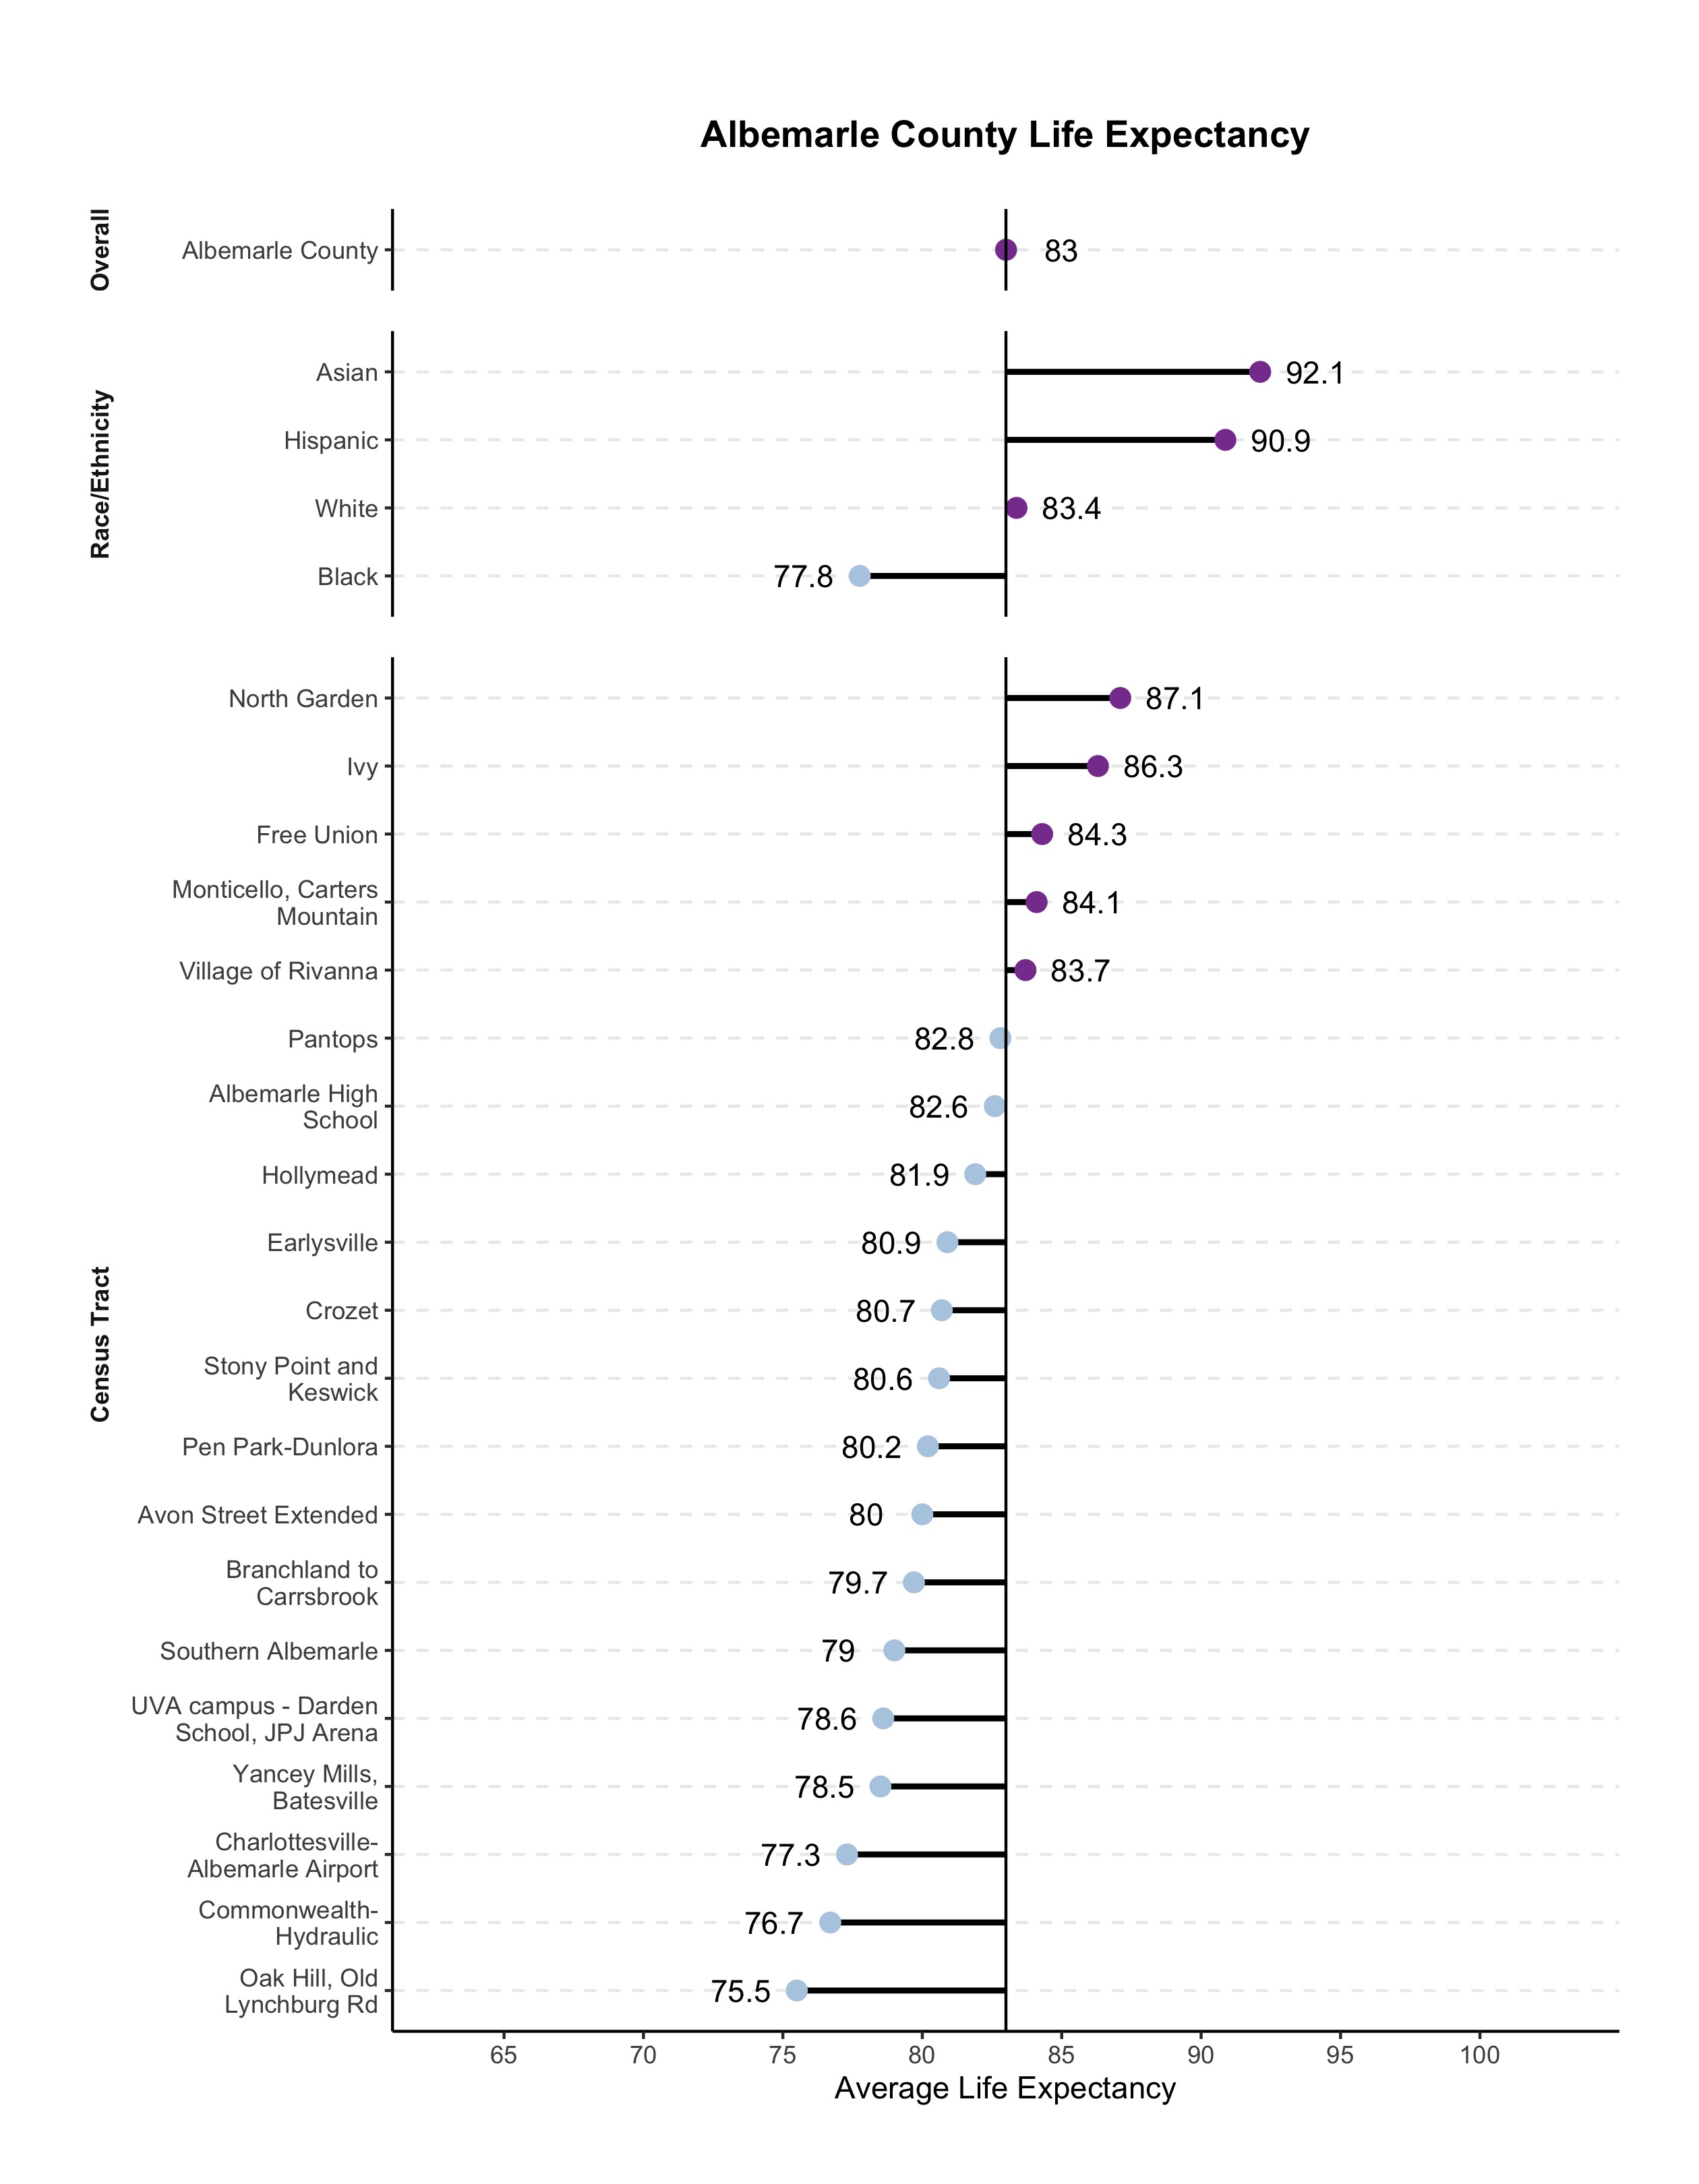 Albemarle County Life Expectancy
Overall
Albemarle County
83
Race/Ethnicity
Asian
92.1
Hispanic
90.9
White
83.4
Black
77.8
Census Tract
North Garden
87.1
Ivy
86.3
Free Union
84.3
Monticello, Carters
Mountain
84.1
Village of Rivanna
83.7
Pantops
82.8
Albemarle High
School
82.6
Hollymead
81.9
Earlysville
80.9
Crozet
80.7
Stony Point and
Keswick
80.6
Pen Park-Dunlora
80.2
Avon Street Extended
80
Branchland to
Carrsbrook
79.7
Southern Albemarle
79
UVA campus - Darden
School, JPJ Arena
78.6
Yancey Mills,
Batesville
78.5
Charlottesville-
Albemarle Airport
77.3
Commonwealth-
Hydraulic
76.7
Oak Hill, Old
Lynchburg Rd
75.5
65 70 75 80 85 90 95 100
Average Life Expectancy